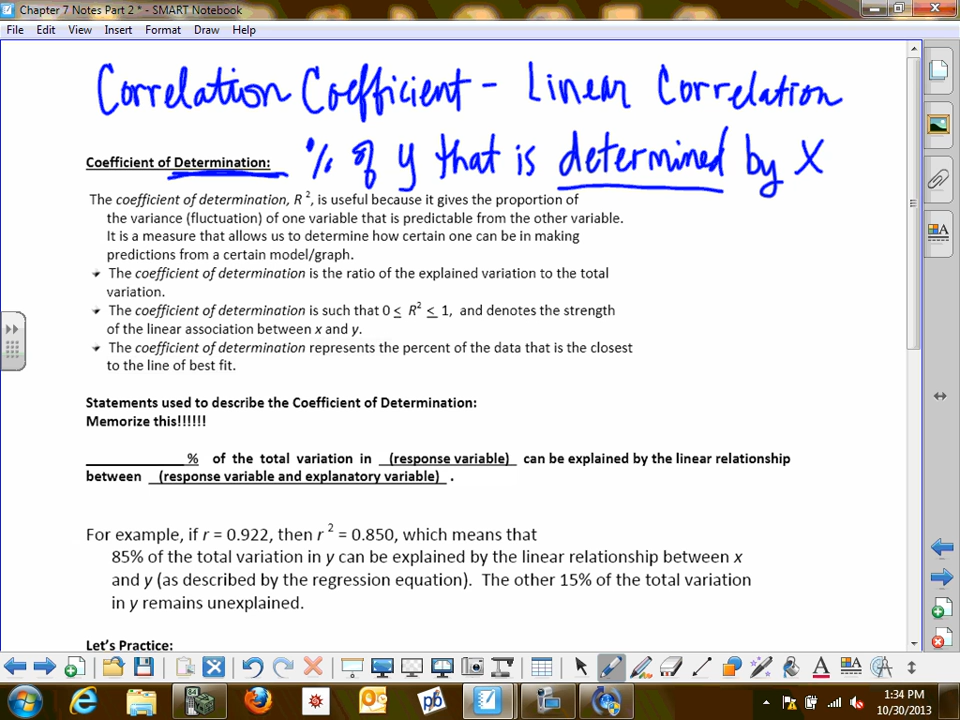 Chapter 7 Notes Part 2 * - SMART Notebook
File Edit View Insert Format Draw Help
Correlation Coefficient - Linear Correlation
Coefficient of Determination: % of y that is determined by X
The coefficient of determination, R², is useful because it gives the proportion of
the variance (fluctuation) of one variable that is predictable from the other variable.
It is a measure that allows us to determine how certain one can be in making
predictions from a certain model/graph.
The coefficient of determination is the ratio of the explained variation to the total
variation.
The coefficient of determination is such that 0 ≤ R² ≤ 1, and denotes the strength
of the linear association between x and y.
The coefficient of determination represents the percent of the data that is the closest
to the line of best fit.
Statements used to describe the Coefficient of Determination:
Memorize this!!!!!!
____________% of the total variation in _(response variable)_ can be explained by the linear relationship
between _(response variable and explanatory variable)_ .
For example, if r = 0.922, then r² = 0.850, which means that
85% of the total variation in y can be explained by the linear relationship between x
and y (as described by the regression equation). The other 15% of the total variation
in y remains unexplained.
Let's Practice:
1:34 PM
10/30/2013